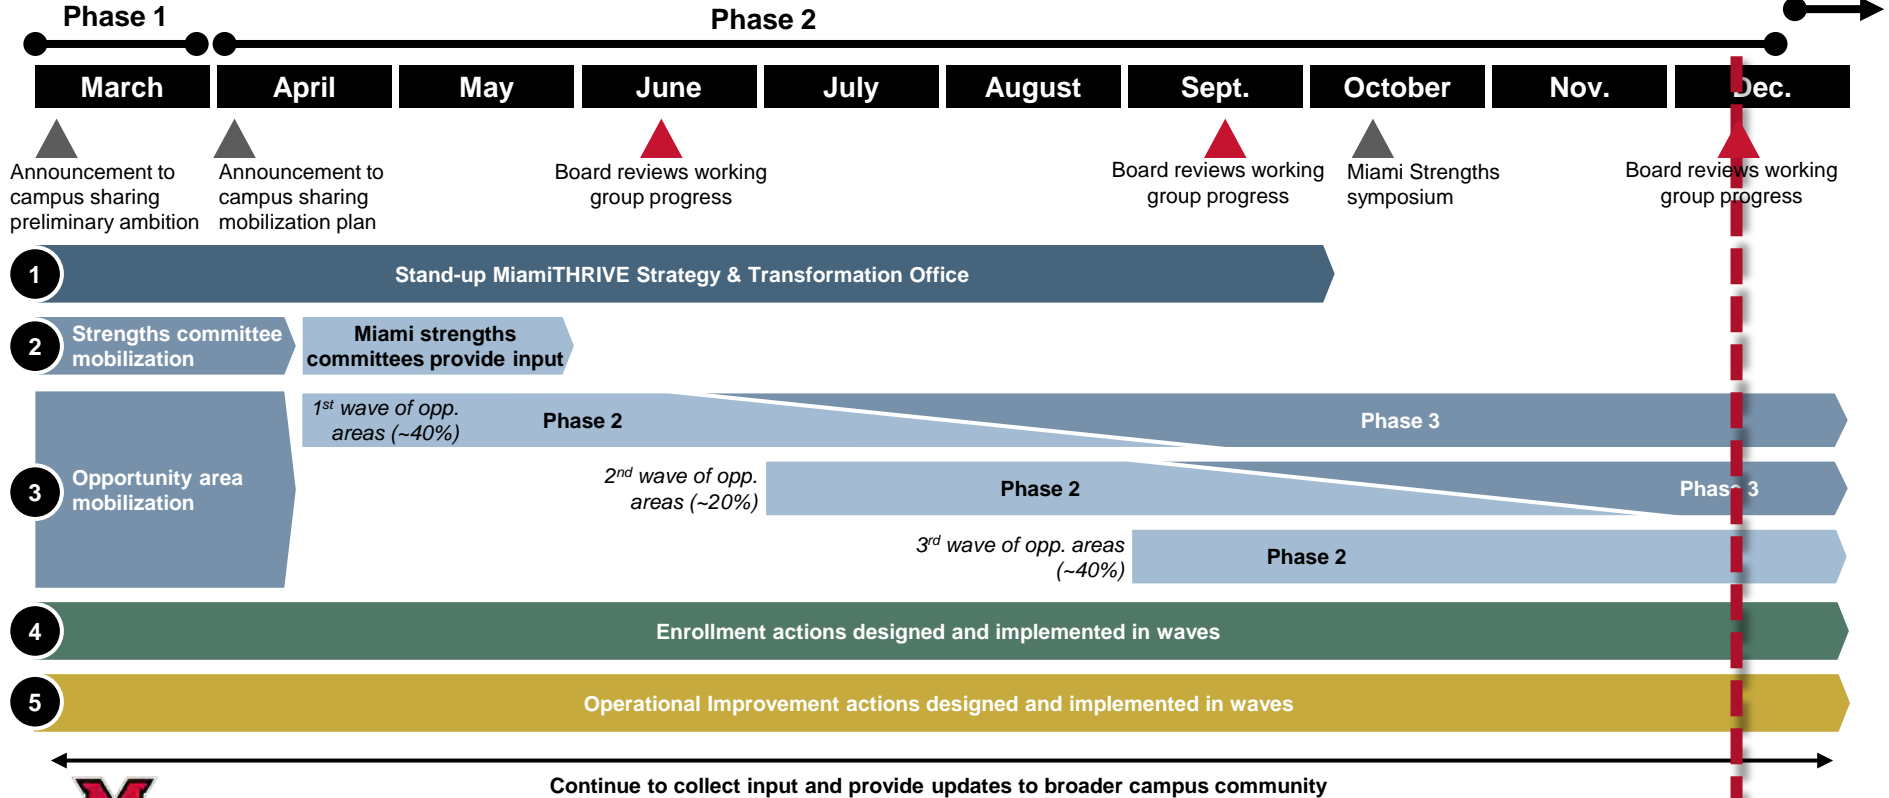 Phase 1
Phase 2
March
April
May
June
July
August
Sept.
October
Nov.
Dec.
Announcement to
campus sharing
preliminary ambition
Announcement to
campus sharing
mobilization plan
Board reviews working
group progress
Board reviews working
group progress
Miami Strengths
symposium
Board reviews working
group progress
1
Stand-up MiamiTHRIVE Strategy & Transformation Office
2
Strengths committee
mobilization
Miami strengths
committees provide input
3
Opportunity area
mobilization
1st wave of opp.
areas (~40%)
Phase 2
Phase 3
2nd wave of opp.
areas (~20%)
Phase 2
Phase 3
3rd wave of opp. areas
(~40%)
Phase 2
4
Enrollment actions designed and implemented in waves
5
Operational Improvement actions designed and implemented in waves
Continue to collect input and provide updates to broader campus community